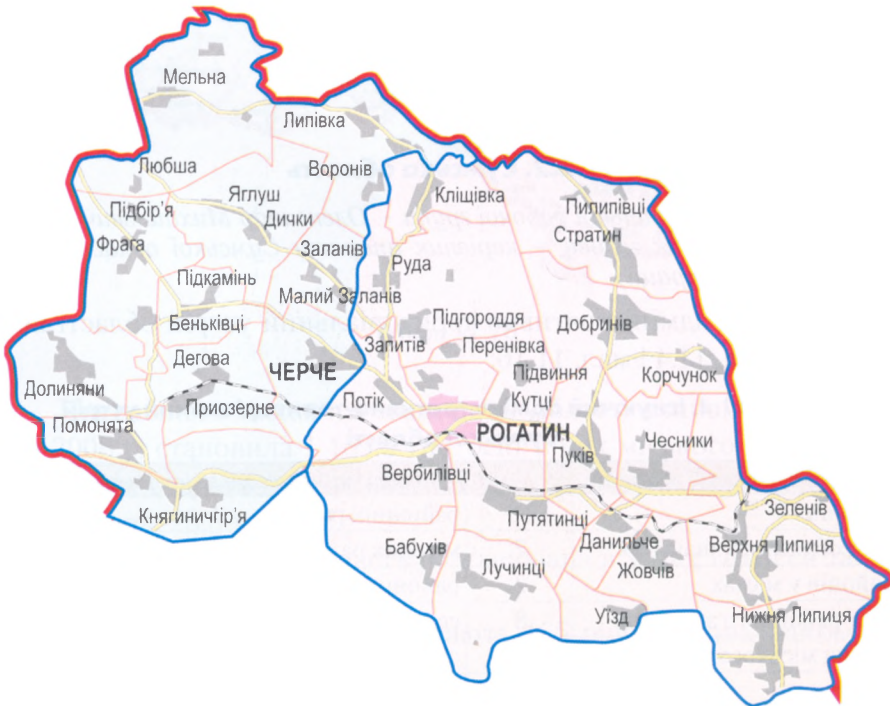 Мельна
Липівка
Любша
Воронів
Яглуш
Кліщівка
Пилипівці
Підбір'я
Дички
Стратин
Фрага
Заланів
Руда
Підкамінь
Малий Заланів
Підгороддя
Добринів
Беньківці
Запитів
Перенівка
Дегова
ЧЕРЧЕ
Підвиння
Корчунок
Долиняни
Потік
Кутці
Приозерне
Помонята
РОГАТИН
Чесники
Пуків
Вербилівці
Княгиничгір'я
Путятинці
Зеленів
Данильче
Верхня Липиця
Бабухів
Лучинці
Жовчів
Уїзд
Нижня Липиця